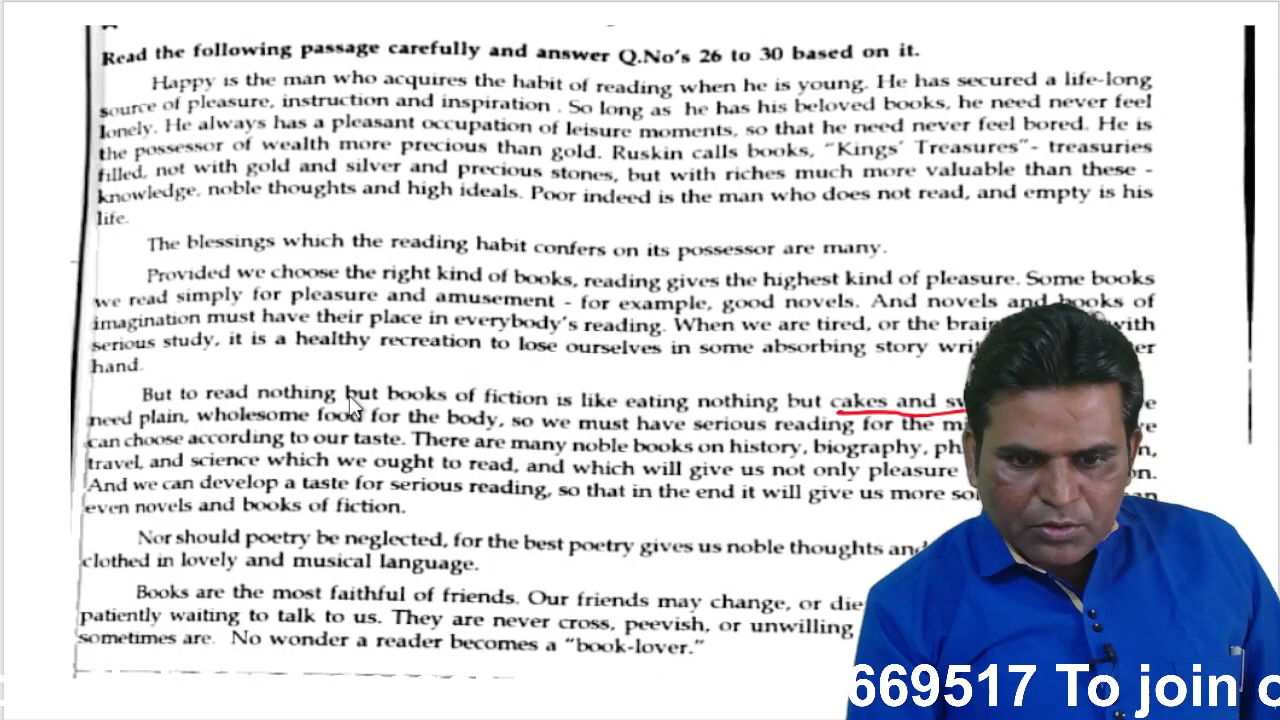 Read the following passage carefully and answer Q.No's 26 to 30 based on it.
Happy is the man who acquires the habit of reading when he is young. He has secured a life-long
source of pleasure, instruction and inspiration . So long as he has his beloved books, he need never feel
lonely. He always has a pleasant occupation of leisure moments, so that he need never feel bored. He is
the possessor of wealth more precious than gold. Ruskin calls books, "Kings' Treasures"- treasuries
filled, not with gold and silver and precious stones, but with riches much more valuable than these -
knowledge, noble thoughts and high ideals. Poor indeed is the man who does not read, and empty is his
life.
The blessings which the reading habit confers on its possessor are many.
Provided we choose the right kind of books, reading gives the highest kind of pleasure. Some books
we read simply for pleasure and amusement - for example, good novels. And novels and books of
imagination must have their place in everybody's reading. When we are tired, or the brain with
serious study, it is a healthy recreation to lose ourselves in some absorbing story
hand.
But to read nothing but books of fiction is like eating nothing but cakes and
need plain, wholesome food for the body, so we must have serious reading for the
can choose according to our taste. There are many noble books on history, biography,
travel, and science which we ought to read, and which will give us not only pleasure
And we can develop a taste for serious reading, so that in the end it will give us more
even novels and books of fiction.
Nor should poetry be neglected, for the best poetry gives us noble thoughts
clothed in lovely and musical language.
Books are the most faithful of friends. Our friends may change, or die
patiently waiting to talk to us. They are never cross, peevish, or unwilling
sometimes are. No wonder a reader becomes a "book-lover."
669517 To join